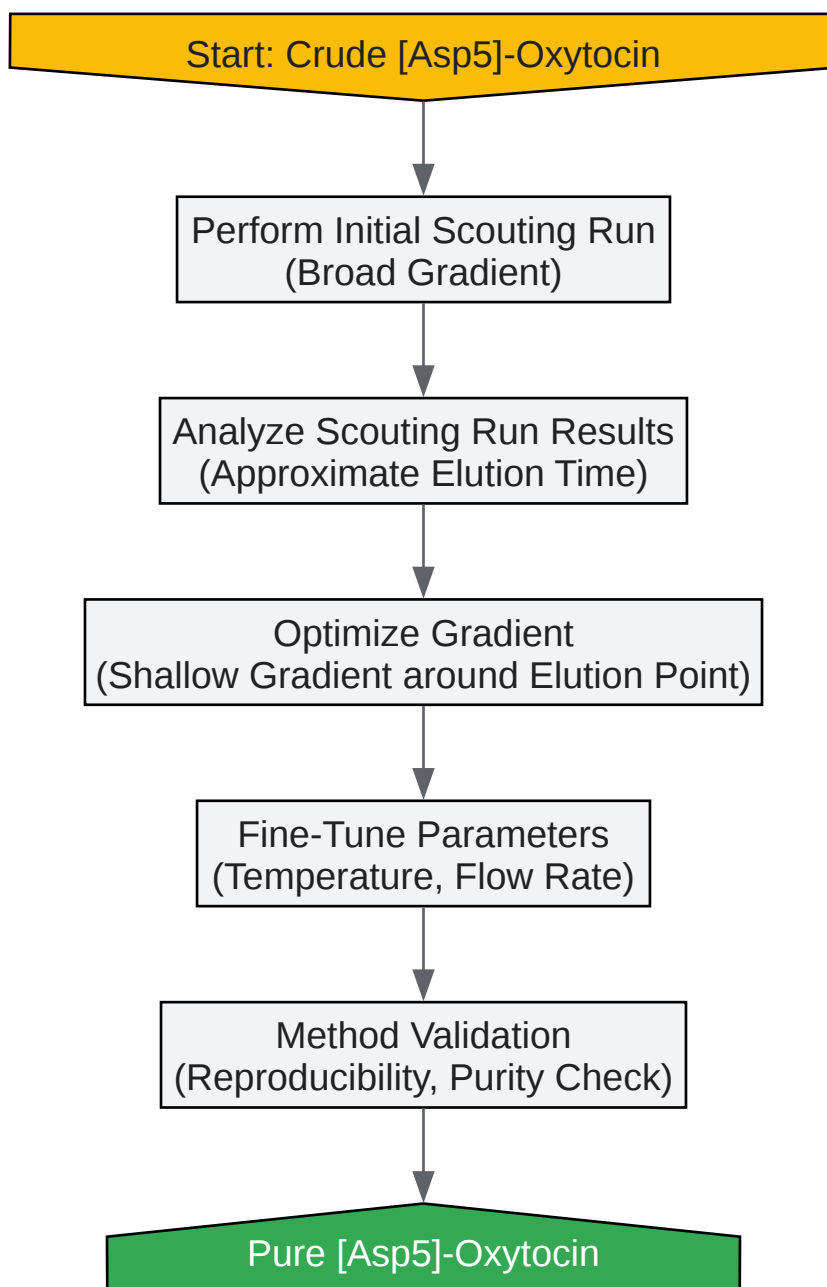 Start: Crude [Asp5]-Oxytocin
Perform Initial Scouting Run
(Broad Gradient)
Analyze Scouting Run Results
(Approximate Elution Time)
Optimize Gradient
(Shallow Gradient around Elution Point)
Fine-Tune Parameters
(Temperature, Flow Rate)
Method Validation
(Reproducibility, Purity Check)
Pure [Asp5]-Oxytocin